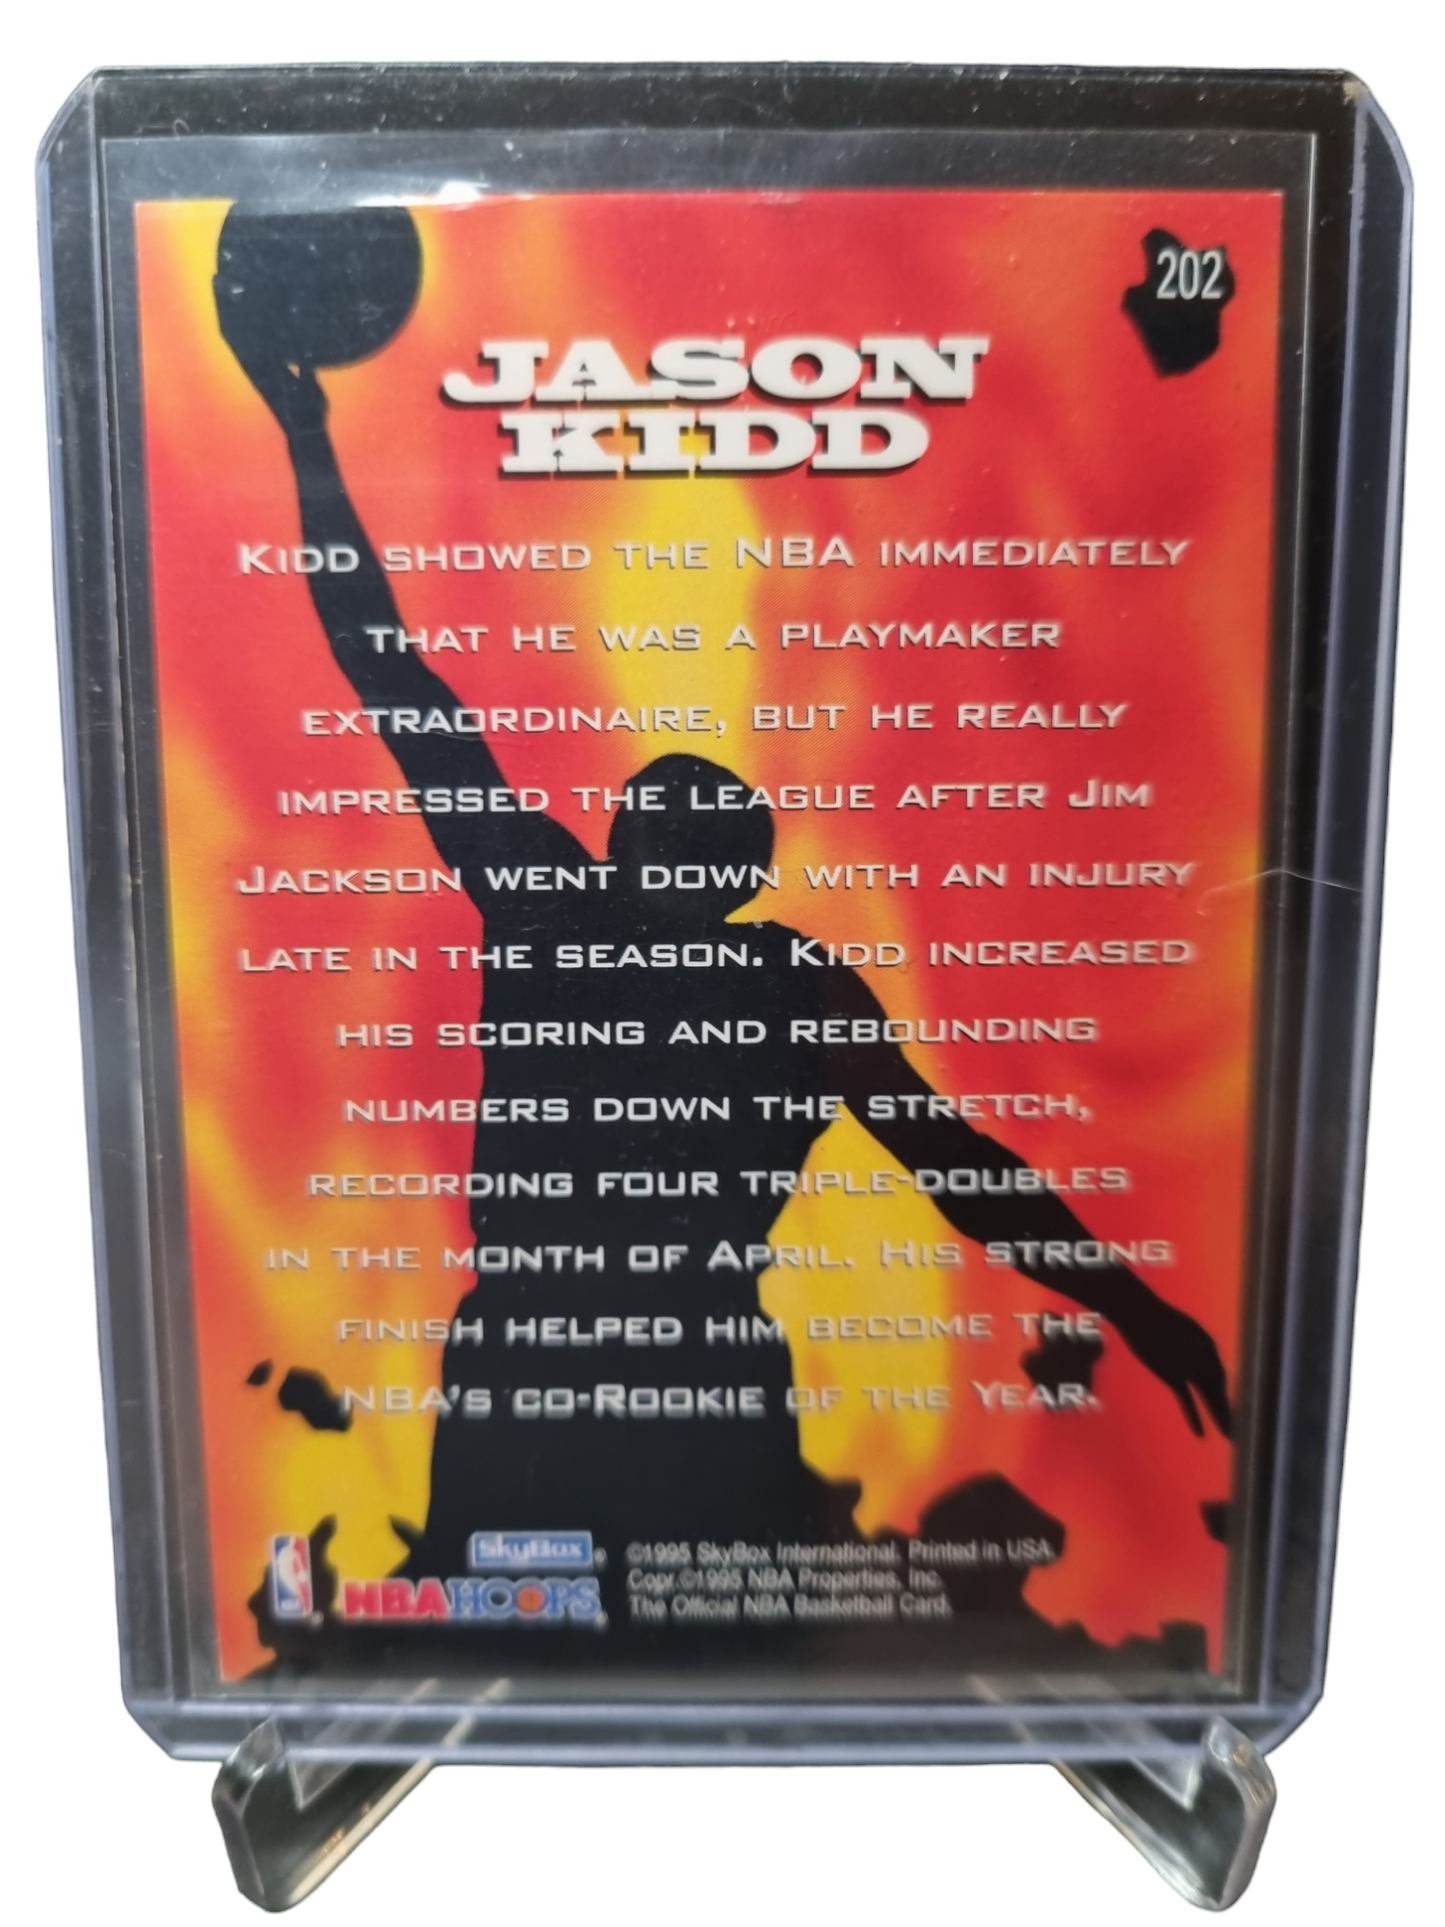 202
JASON
KIDD
KIDD SHOWED THE NBA IMMEDIATELY
THAT HE WAS A PLAYMAKER
EXTRAORDINAIRE, BUT HE REALLY
IMPRESSED THE LEAGUE AFTER JIM
JACKSON WENT DOWN WITH AN INJURY
LATE IN THE SEASON. KIDD INCREASED
HIS SCORING AND REBOUNDING
NUMBERS DOWN THE STRETCH,
RECORDING FOUR TRIPLE-DOUBLES
IN THE MONTH OF APRIL. HIS STRONG
FINISH HELPED HIM BECOME THE
NBA'S CO-ROOKIE OF THE YEAR.
SkyBox®
NBA HOOPS®
©1995 SkyBox International. Printed in USA.
Copr.©1995 NBA Properties, Inc.
The Official NBA Basketball Card.